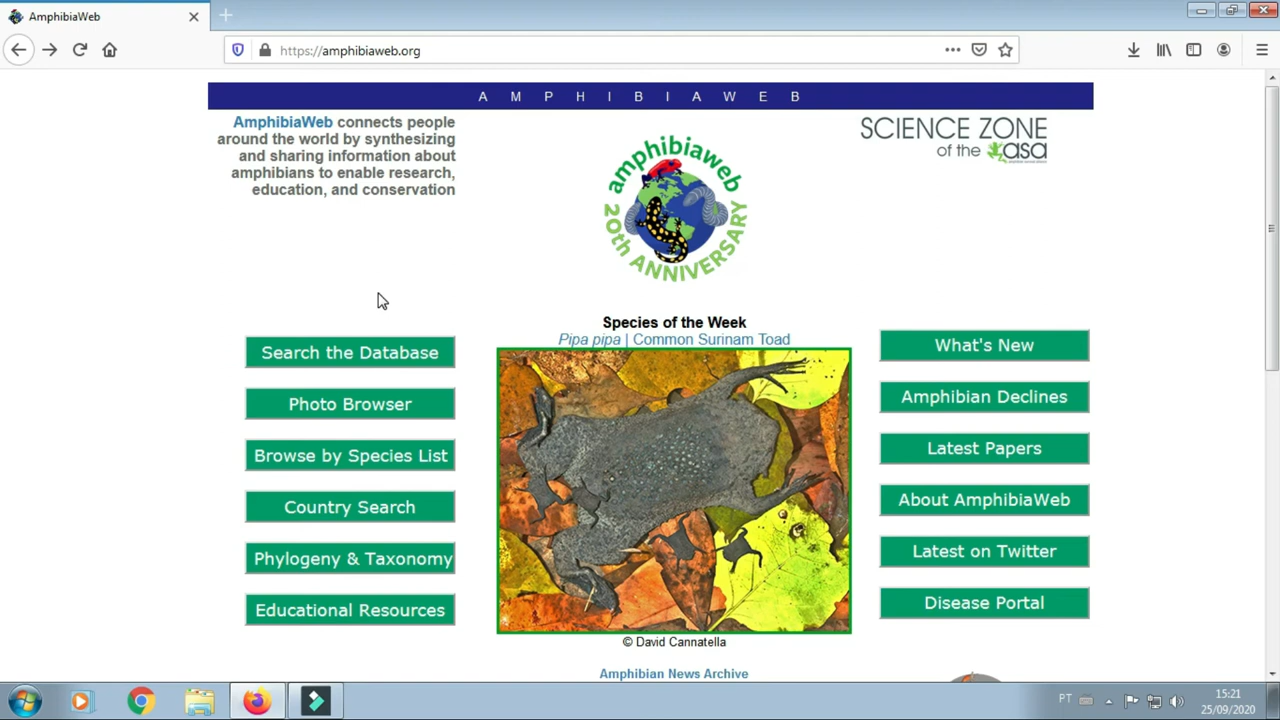 AmphibiaWeb
https://amphibiaweb.org
A M P H I B I A W E B
AmphibiaWeb connects people
around the world by synthesizing
and sharing information about
amphibians to enable research,
education, and conservation
amphibiaweb
20th ANNIVERSARY
SCIENCE ZONE
of the asa
Species of the Week
Pipa pipa | Common Surinam Toad
Search the Database
Photo Browser
Browse by Species List
Country Search
Phylogeny & Taxonomy
Educational Resources
© David Cannatella
Amphibian News Archive
What's New
Amphibian Declines
Latest Papers
About AmphibiaWeb
Latest on Twitter
Disease Portal
PT
15:21
25/09/2020